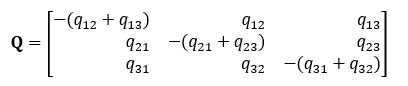 −(q₁₂ + q₁₃) q₁₂ q₁₃
Q = [ q₂₁ −(q₂₁ + q₂₃) q₂₃ ]
q₃₁ q₃₂ −(q₃₁ + q₃₂)